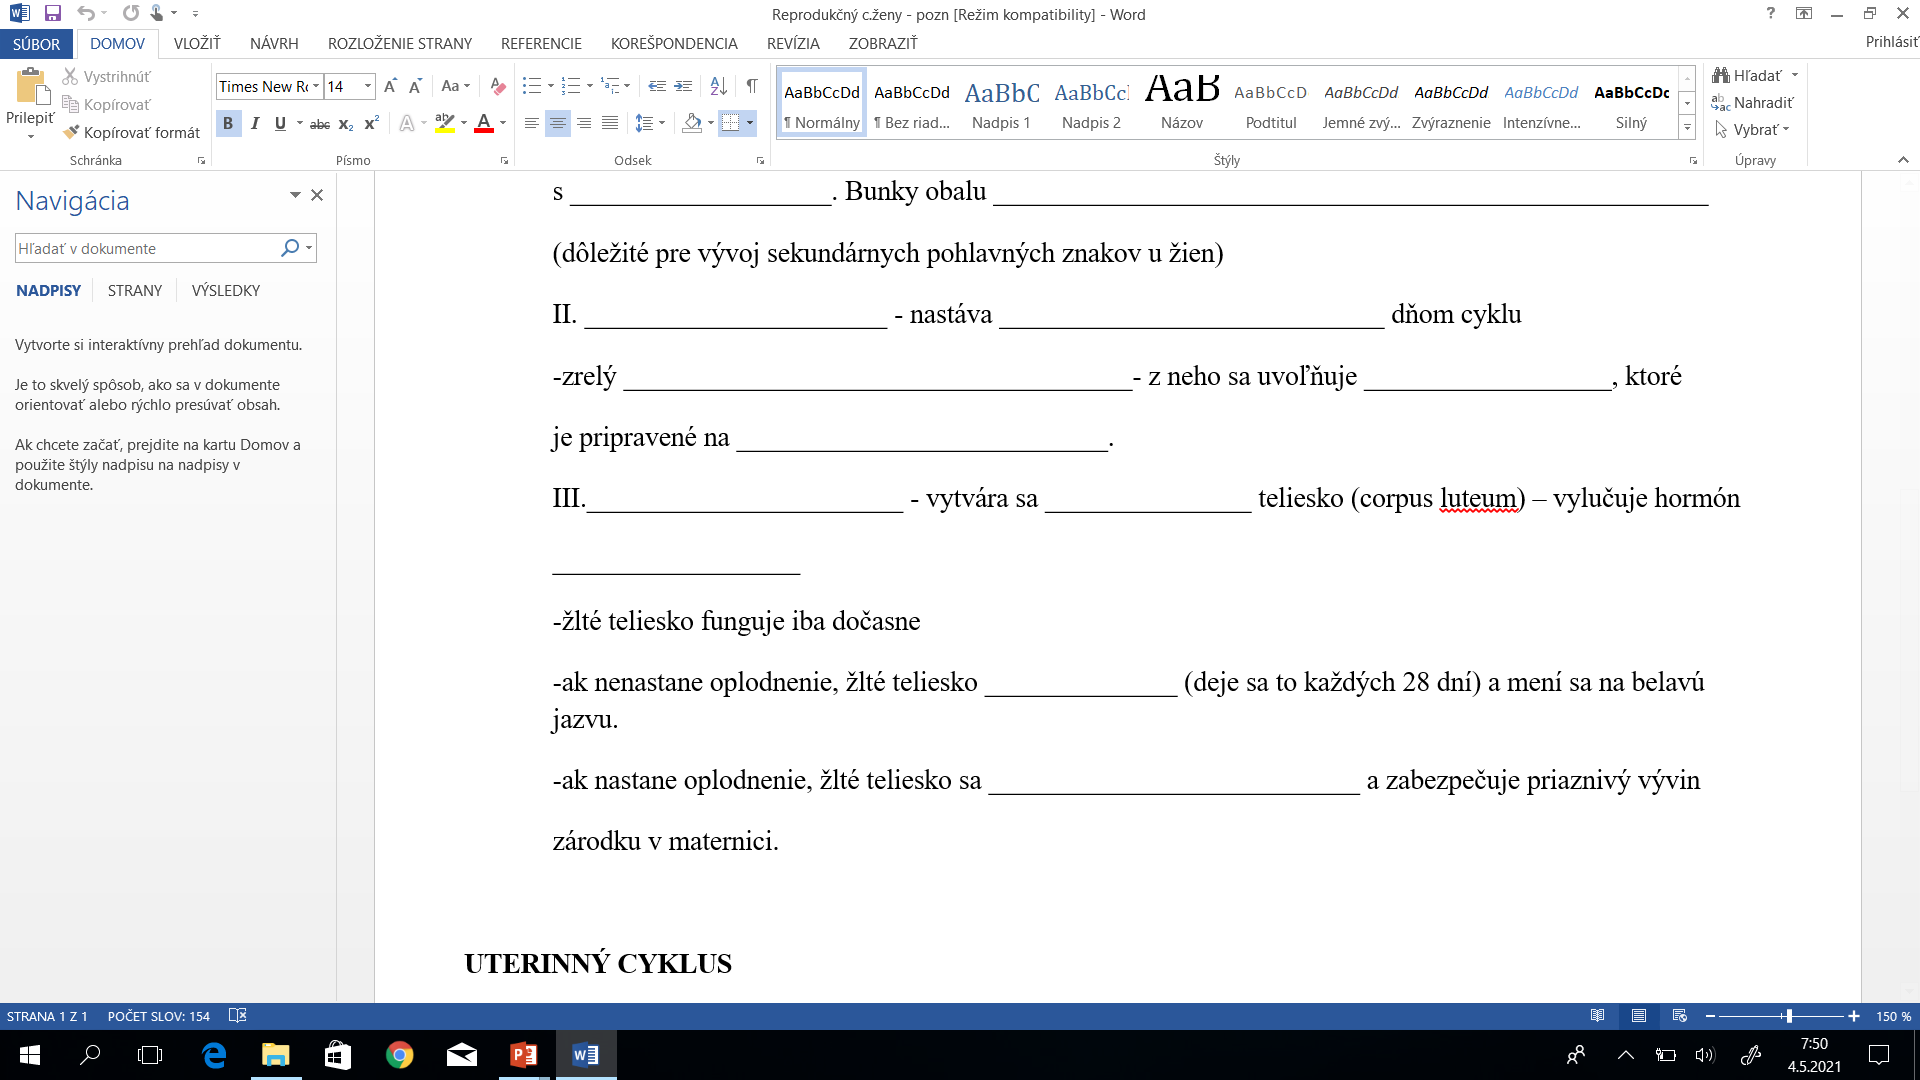 Reprodukčný c.ženy - pozn [Režim kompatibility] - Word
?
SÚBOR DOMOV VLOŽIŤ NÁVRH ROZLOŽENIE STRANY REFERENCIE KOREŠPONDENCIA REVÍZIA ZOBRAZIŤ Prihlásiť
Prilepiť
Vystrihnúť
Kopírovať
Kopírovať formát
Schránka
Times New Ro 14
Písmo
Odsek
AaBbCcDd AaBbCcDd AaBbC AaBbCc AaB AaBbCcD AaBbCcDd AaBbCcDd AaBbCcDd AaBbCcDc
¶ Normálny ¶ Bez riad... Nadpis 1 Nadpis 2 Názov Podtitul Jemné zvý... Zvýraznenie Intenzívne... Silný
Štýly
Hľadať
Nahradiť
Vybrať
Úpravy
Navigácia
Hľadať v dokumente
NADPISY STRANY VÝSLEDKY
Vytvorte si interaktívny prehľad dokumentu.
Je to skvelý spôsob, ako sa v dokumente
orientovať alebo rýchlo presúvať obsah.
Ak chcete začať, prejdite na kartu Domov a
použite štýly nadpisu na nadpisy v
dokumente.
s ___________________. Bunky obalu ____________________________________________________
(dôležité pre vývoj sekundárnych pohlavných znakov u žien)
II. ______________________ - nastáva ____________________________ dňom cyklu
-zrelý _____________________________________- z neho sa uvoľňuje __________________, ktoré
je pripravené na ___________________________.
III._______________________ - vytvára sa _______________ teliesko (corpus luteum) – vylučuje hormón
__________________
-žlté teliesko funguje iba dočasne
-ak nenastane oplodnenie, žlté teliesko ______________ (deje sa to každých 28 dní) a mení sa na belavú
jazvu.
-ak nastane oplodnenie, žlté teliesko sa ___________________________ a zabezpečuje priaznivý vývin
zárodku v maternici.
UTERINNÝ CYKLUS
STRANA 1 Z 1 POČET SLOV: 154 150 %
7:50
4.5.2021